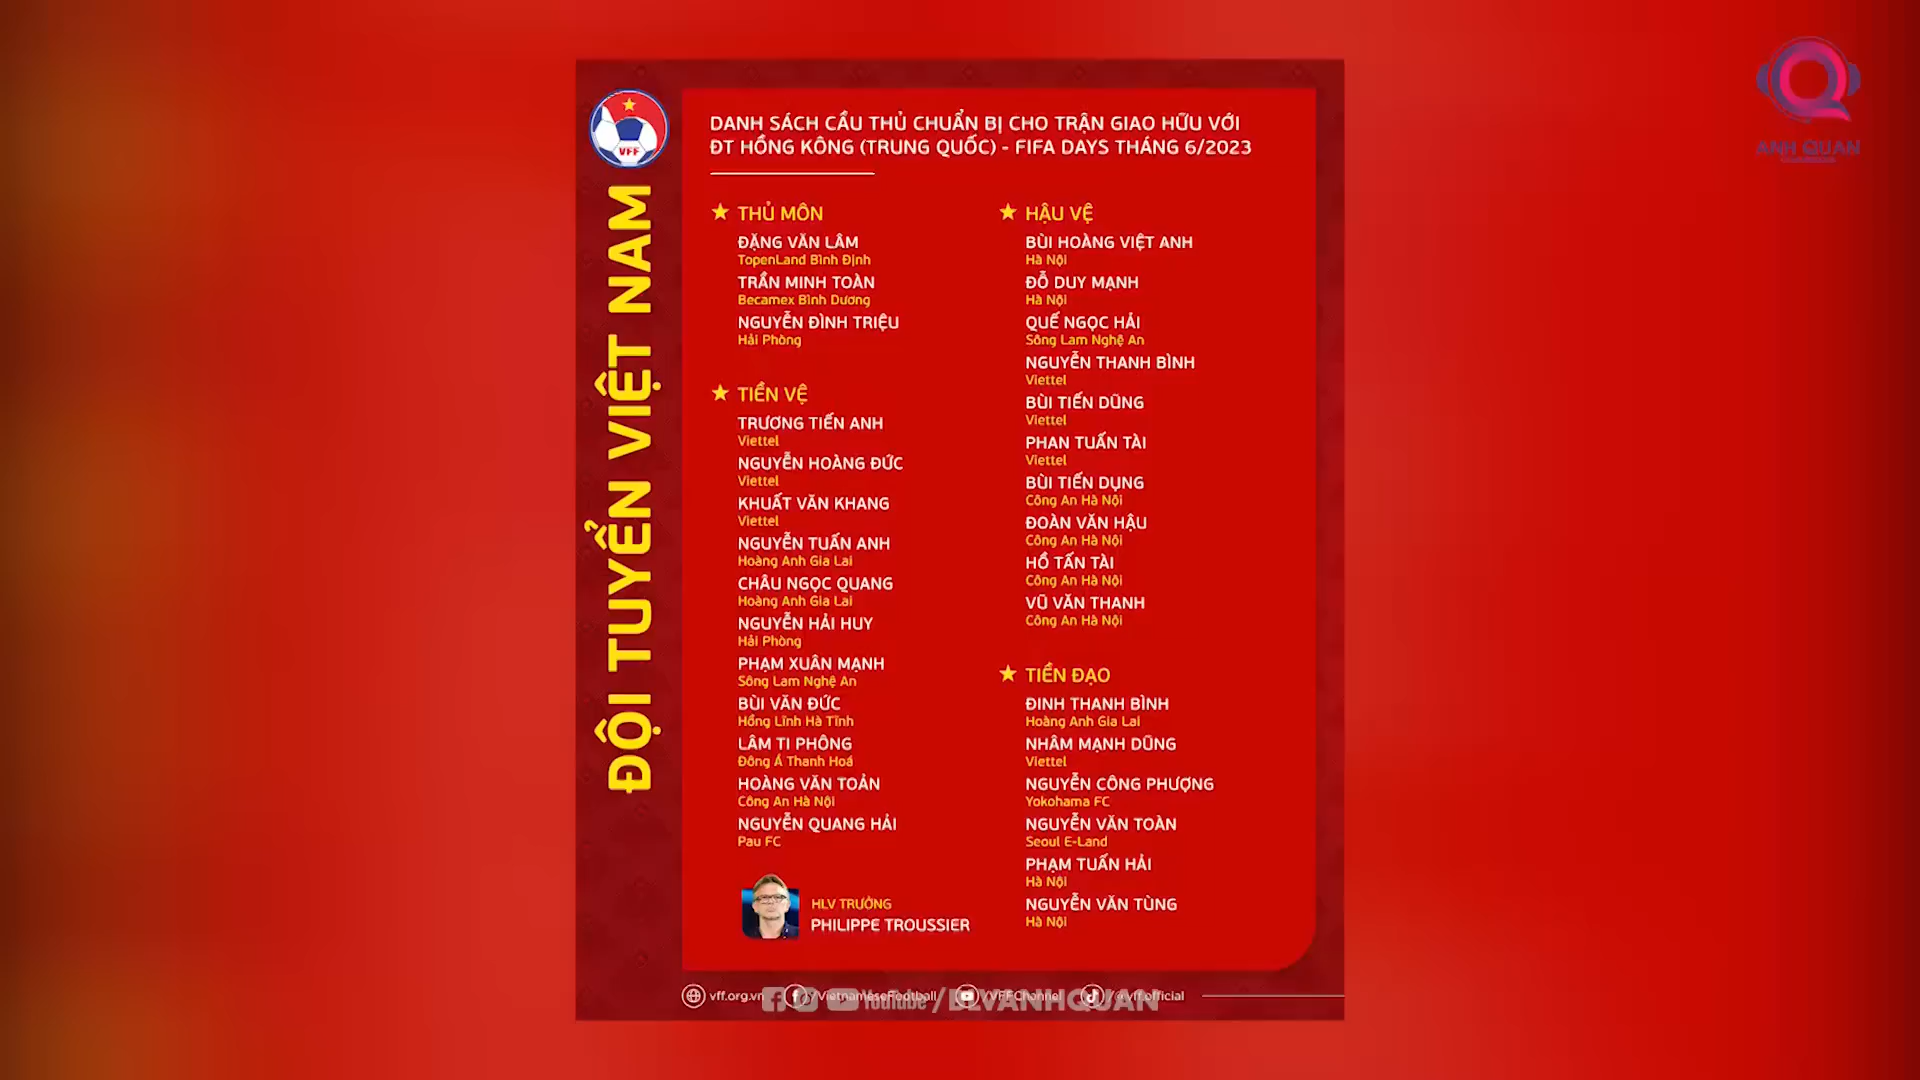 ANH QUAN
VFF
ĐỘI TUYỂN VIỆT NAM
DANH SÁCH CẦU THỦ CHUẨN BỊ CHO TRẬN GIAO HỮU VỚI
ĐT HỒNG KÔNG (TRUNG QUỐC) - FIFA DAYS THÁNG 6/2023
THỦ MÔN
ĐẶNG VĂN LÂM
TopenLand Bình Định
TRẦN MINH TOÀN
Becamex Bình Dương
NGUYỄN ĐÌNH TRIỆU
Hải Phòng
TIỀN VỆ
TRƯƠNG TIẾN ANH
Viettel
NGUYỄN HOÀNG ĐỨC
Viettel
KHUẤT VĂN KHANG
Viettel
NGUYỄN TUẤN ANH
Hoàng Anh Gia Lai
CHÂU NGỌC QUANG
Hoàng Anh Gia Lai
NGUYỄN HẢI HUY
Hải Phòng
PHẠM XUÂN MẠNH
Sông Lam Nghệ An
BÙI VĂN ĐỨC
Hồng Lĩnh Hà Tĩnh
LÂM TI PHÔNG
Đông Á Thanh Hoá
HOÀNG VĂN TOẢN
Công An Hà Nội
NGUYỄN QUANG HẢI
Pau FC
HẬU VỆ
BÙI HOÀNG VIỆT ANH
Hà Nội
ĐỖ DUY MẠNH
Hà Nội
QUẾ NGỌC HẢI
Sông Lam Nghệ An
NGUYỄN THANH BÌNH
Viettel
BÙI TIẾN DŨNG
Viettel
PHAN TUẤN TÀI
Viettel
BÙI TIẾN DỤNG
Công An Hà Nội
ĐOÀN VĂN HẬU
Công An Hà Nội
HỒ TẤN TÀI
Công An Hà Nội
VŨ VĂN THANH
Công An Hà Nội
TIỀN ĐẠO
ĐINH THANH BÌNH
Hoàng Anh Gia Lai
NHÂM MẠNH DŨNG
Viettel
NGUYỄN CÔNG PHƯỢNG
Yokohama FC
NGUYỄN VĂN TOÀN
Seoul E-Land
PHẠM TUẤN HẢI
Hà Nội
NGUYỄN VĂN TÙNG
Hà Nội
HLV TRƯỞNG
PHILIPPE TROUSSIER
vff.org.vn /VietnameseFootball /VFFChannel /@vff.official
YouTube /BLVANHQUAN